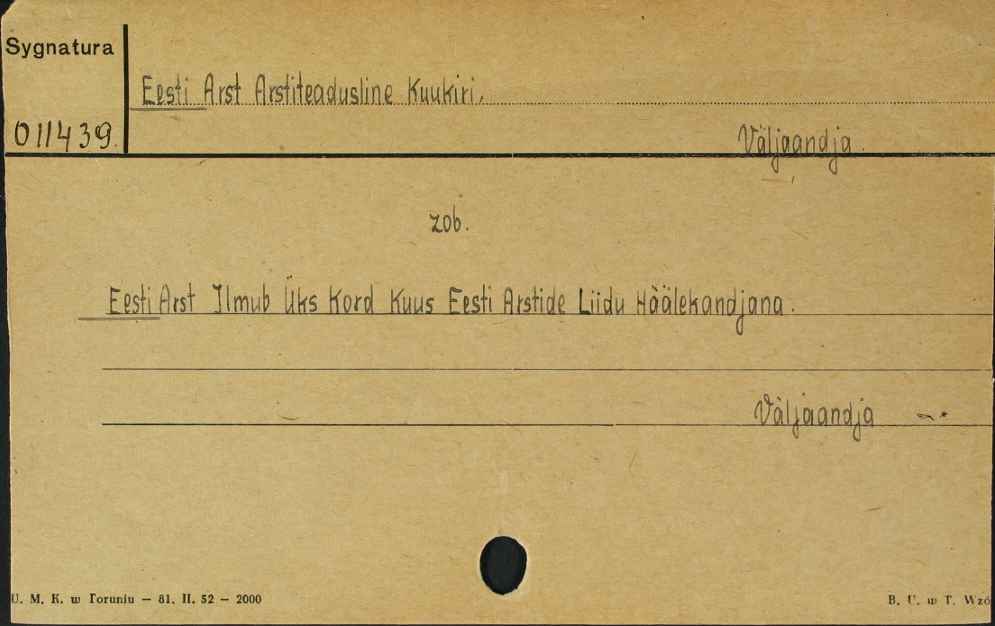 Sygnatura
Eesti Arst Arstiteadusline Kuukiri.
011439.
Väljaandja.
zob.
Eesti Arst Ilmub Üks Kord Kuus Eesti Arstide Liidu Häälekandjana.
Väljaandja
U. M. K. w Toruniu — 81. II. 52 — 2000
B. U. w T. Wzó